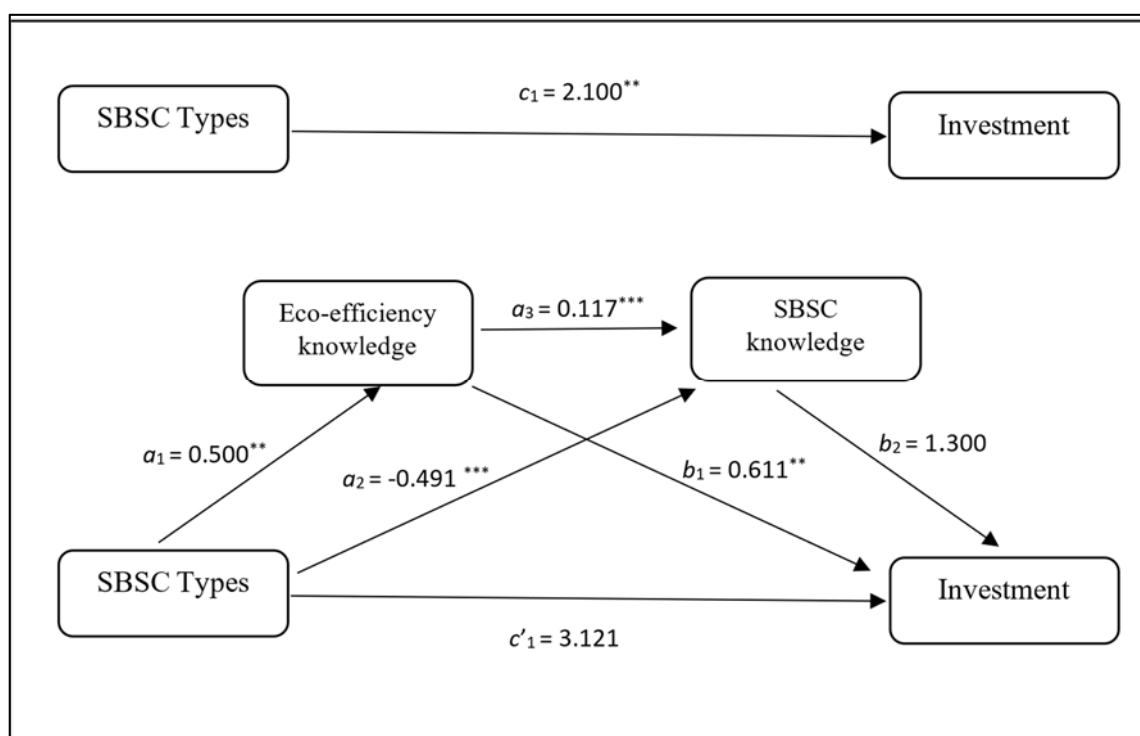 c₁ = 2.100**
SBSC Types
Investment
Eco-efficiency
knowledge
a₃ = 0.117***
SBSC
knowledge
a₁ = 0.500**
a₂ = -0.491 ***
b₁ = 0.611**
b₂ = 1.300
SBSC Types
Investment
c'₁ = 3.121